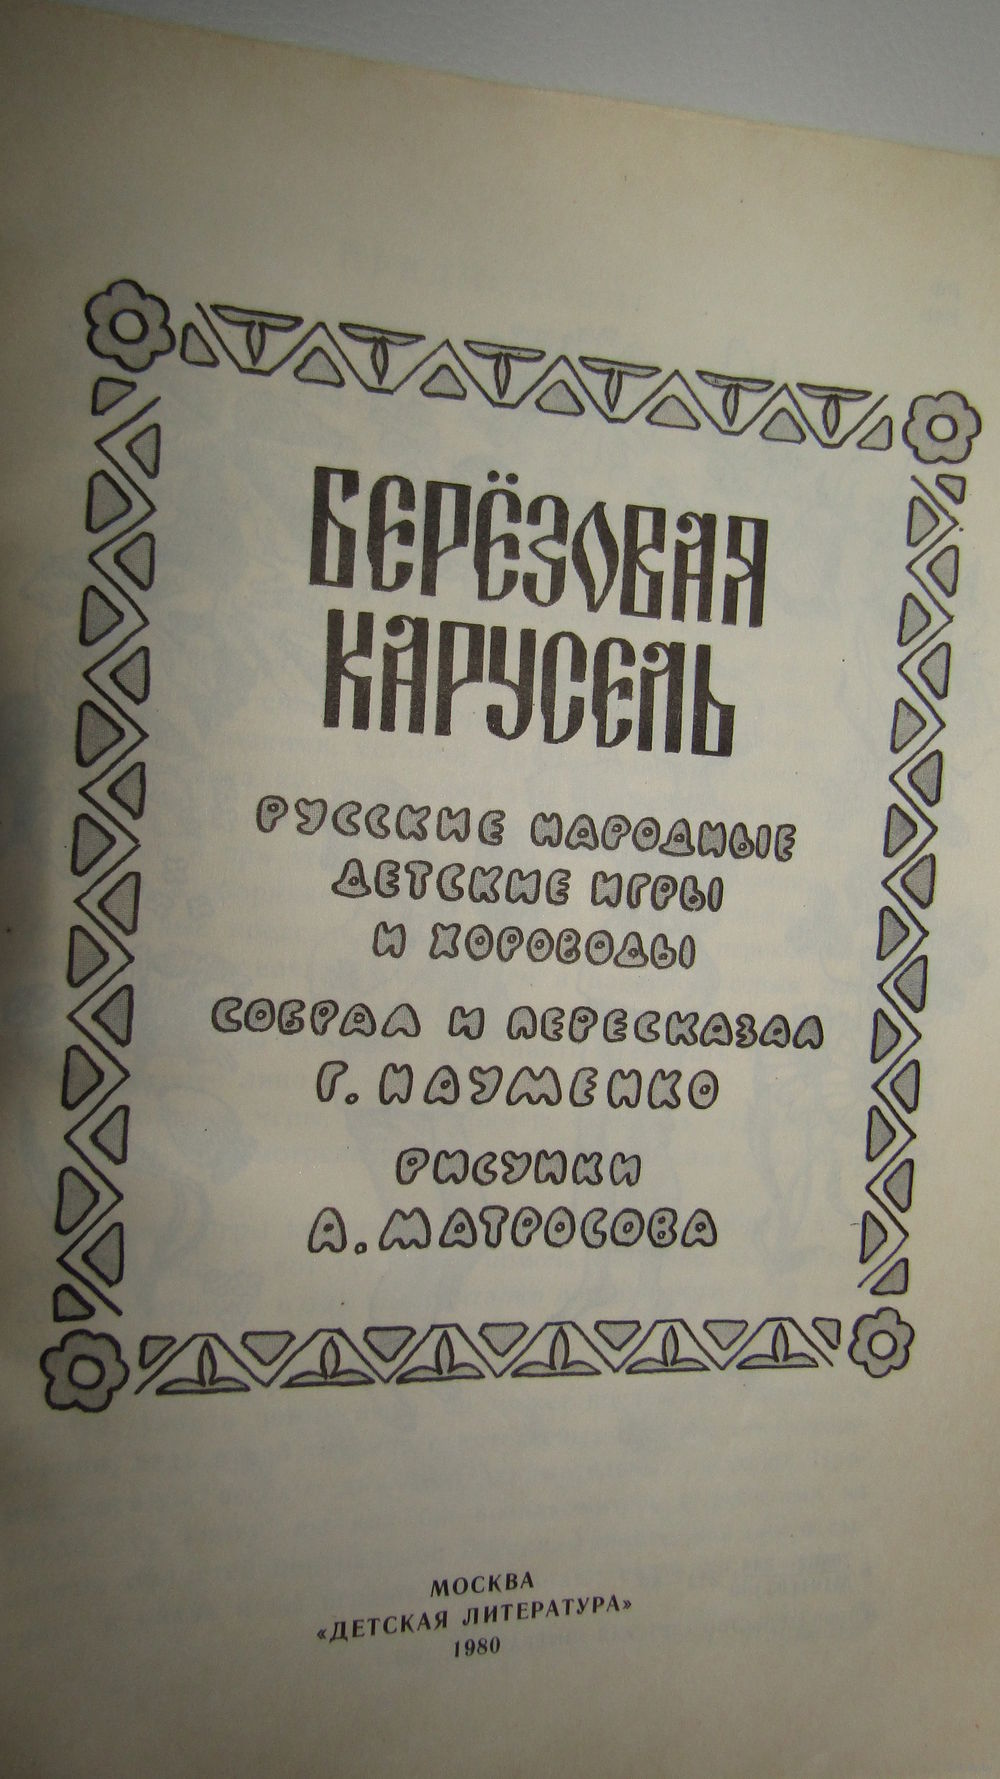 БЕРЁЗОВАЯ
КАРУСЕЛЬ
РУССКИЕ НАРОДНЫЕ
ДЕТСКИЕ ИГРЫ
И ХОРОВОДЫ
СОБРАЛ И ПЕРЕСКАЗАЛ
Г. НАУМЕНКО
РИСУНКИ
А. МАТРОСОВА
МОСКВА
«ДЕТСКАЯ ЛИТЕРАТУРА»
1980